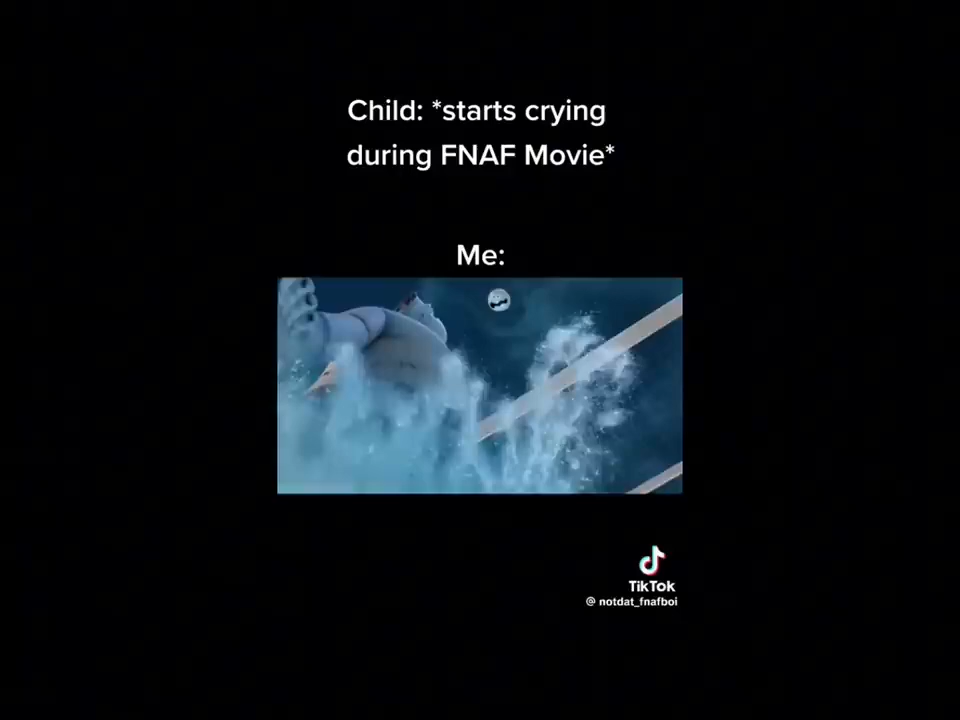 Child: *starts crying
during FNAF Movie*
Me:
TikTok
@ notdat_fnafboi